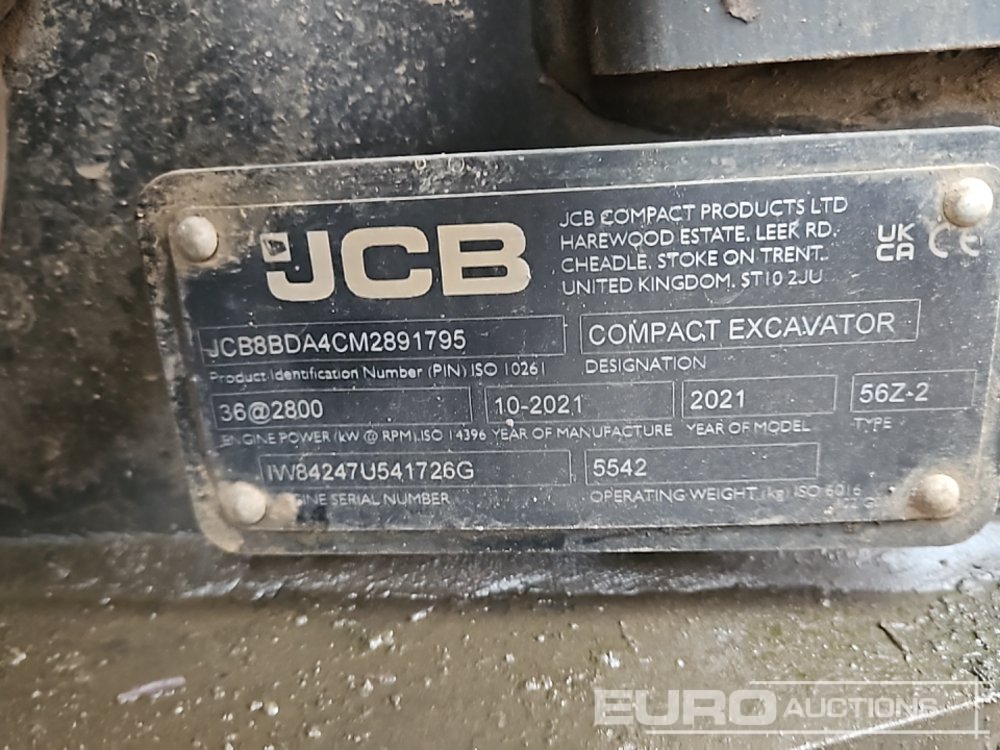 JCB
JCB COMPACT PRODUCTS LTD
HAREWOOD ESTATE, LEEK RD.
CHEADLE, STOKE ON TRENT.
UNITED KINGDOM. ST10 2JU
UK
CA CE
JCB8BDA4CM2891795 COMPACT EXCAVATOR
Product Identification Number (PIN) ISO 10261 DESIGNATION
36@2800 10-2021 2021 56Z-2
ENGINE POWER (kW @ RPM).ISO 14396 YEAR OF MANUFACTURE YEAR OF MODEL TYPE
IW84247U541726G 5542
ENGINE SERIAL NUMBER OPERATING WEIGHT (kg) ISO 6016
EURO AUCTIONS